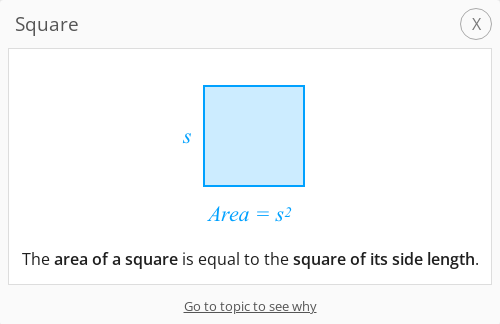 Square
X
s
Area = s²
The area of a square is equal to the square of its side length.
Go to topic to see why